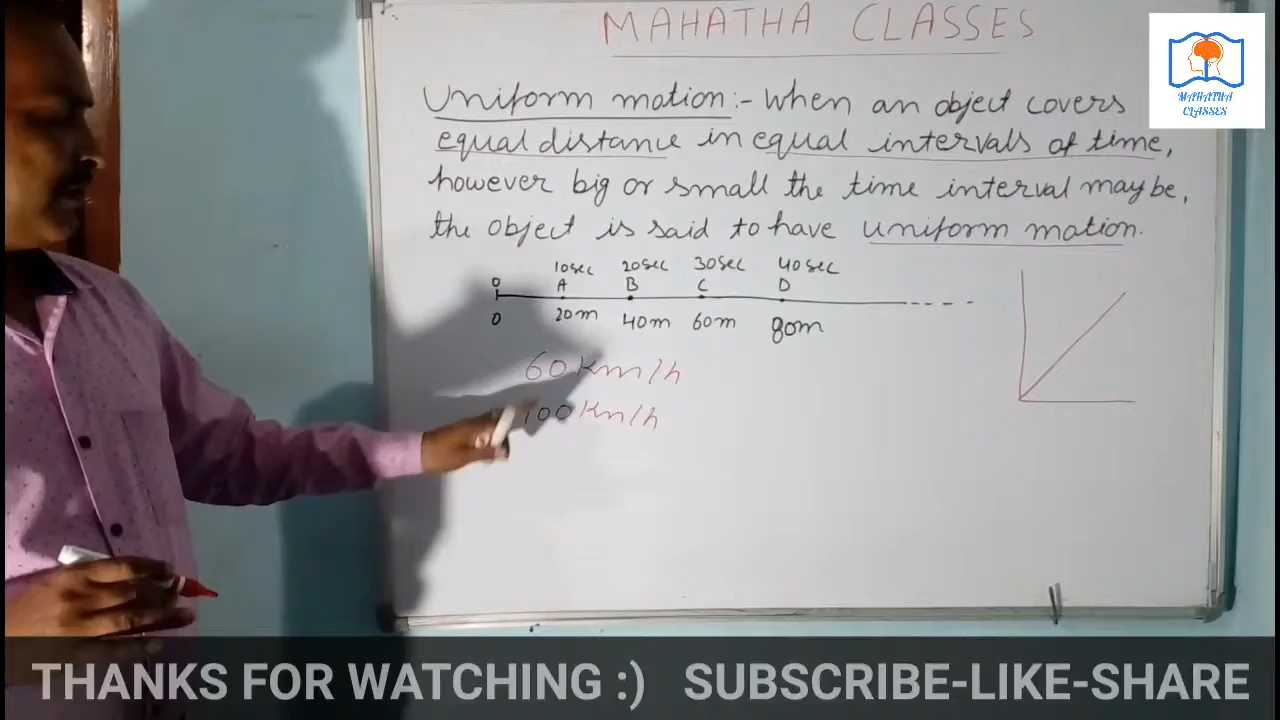 MAHATHA CLASSES
MAHATHA
CLASSES
Uniform motion:- When an object covers
equal distance in equal intervals of time,
however big or small the time interval may be,
the object is said to have uniform motion.
10sec 20sec 30sec 40sec
0 A B C D
0 20m 40m 60m 80m
60Km/h
100Km/h
THANKS FOR WATCHING :) SUBSCRIBE-LIKE-SHARE